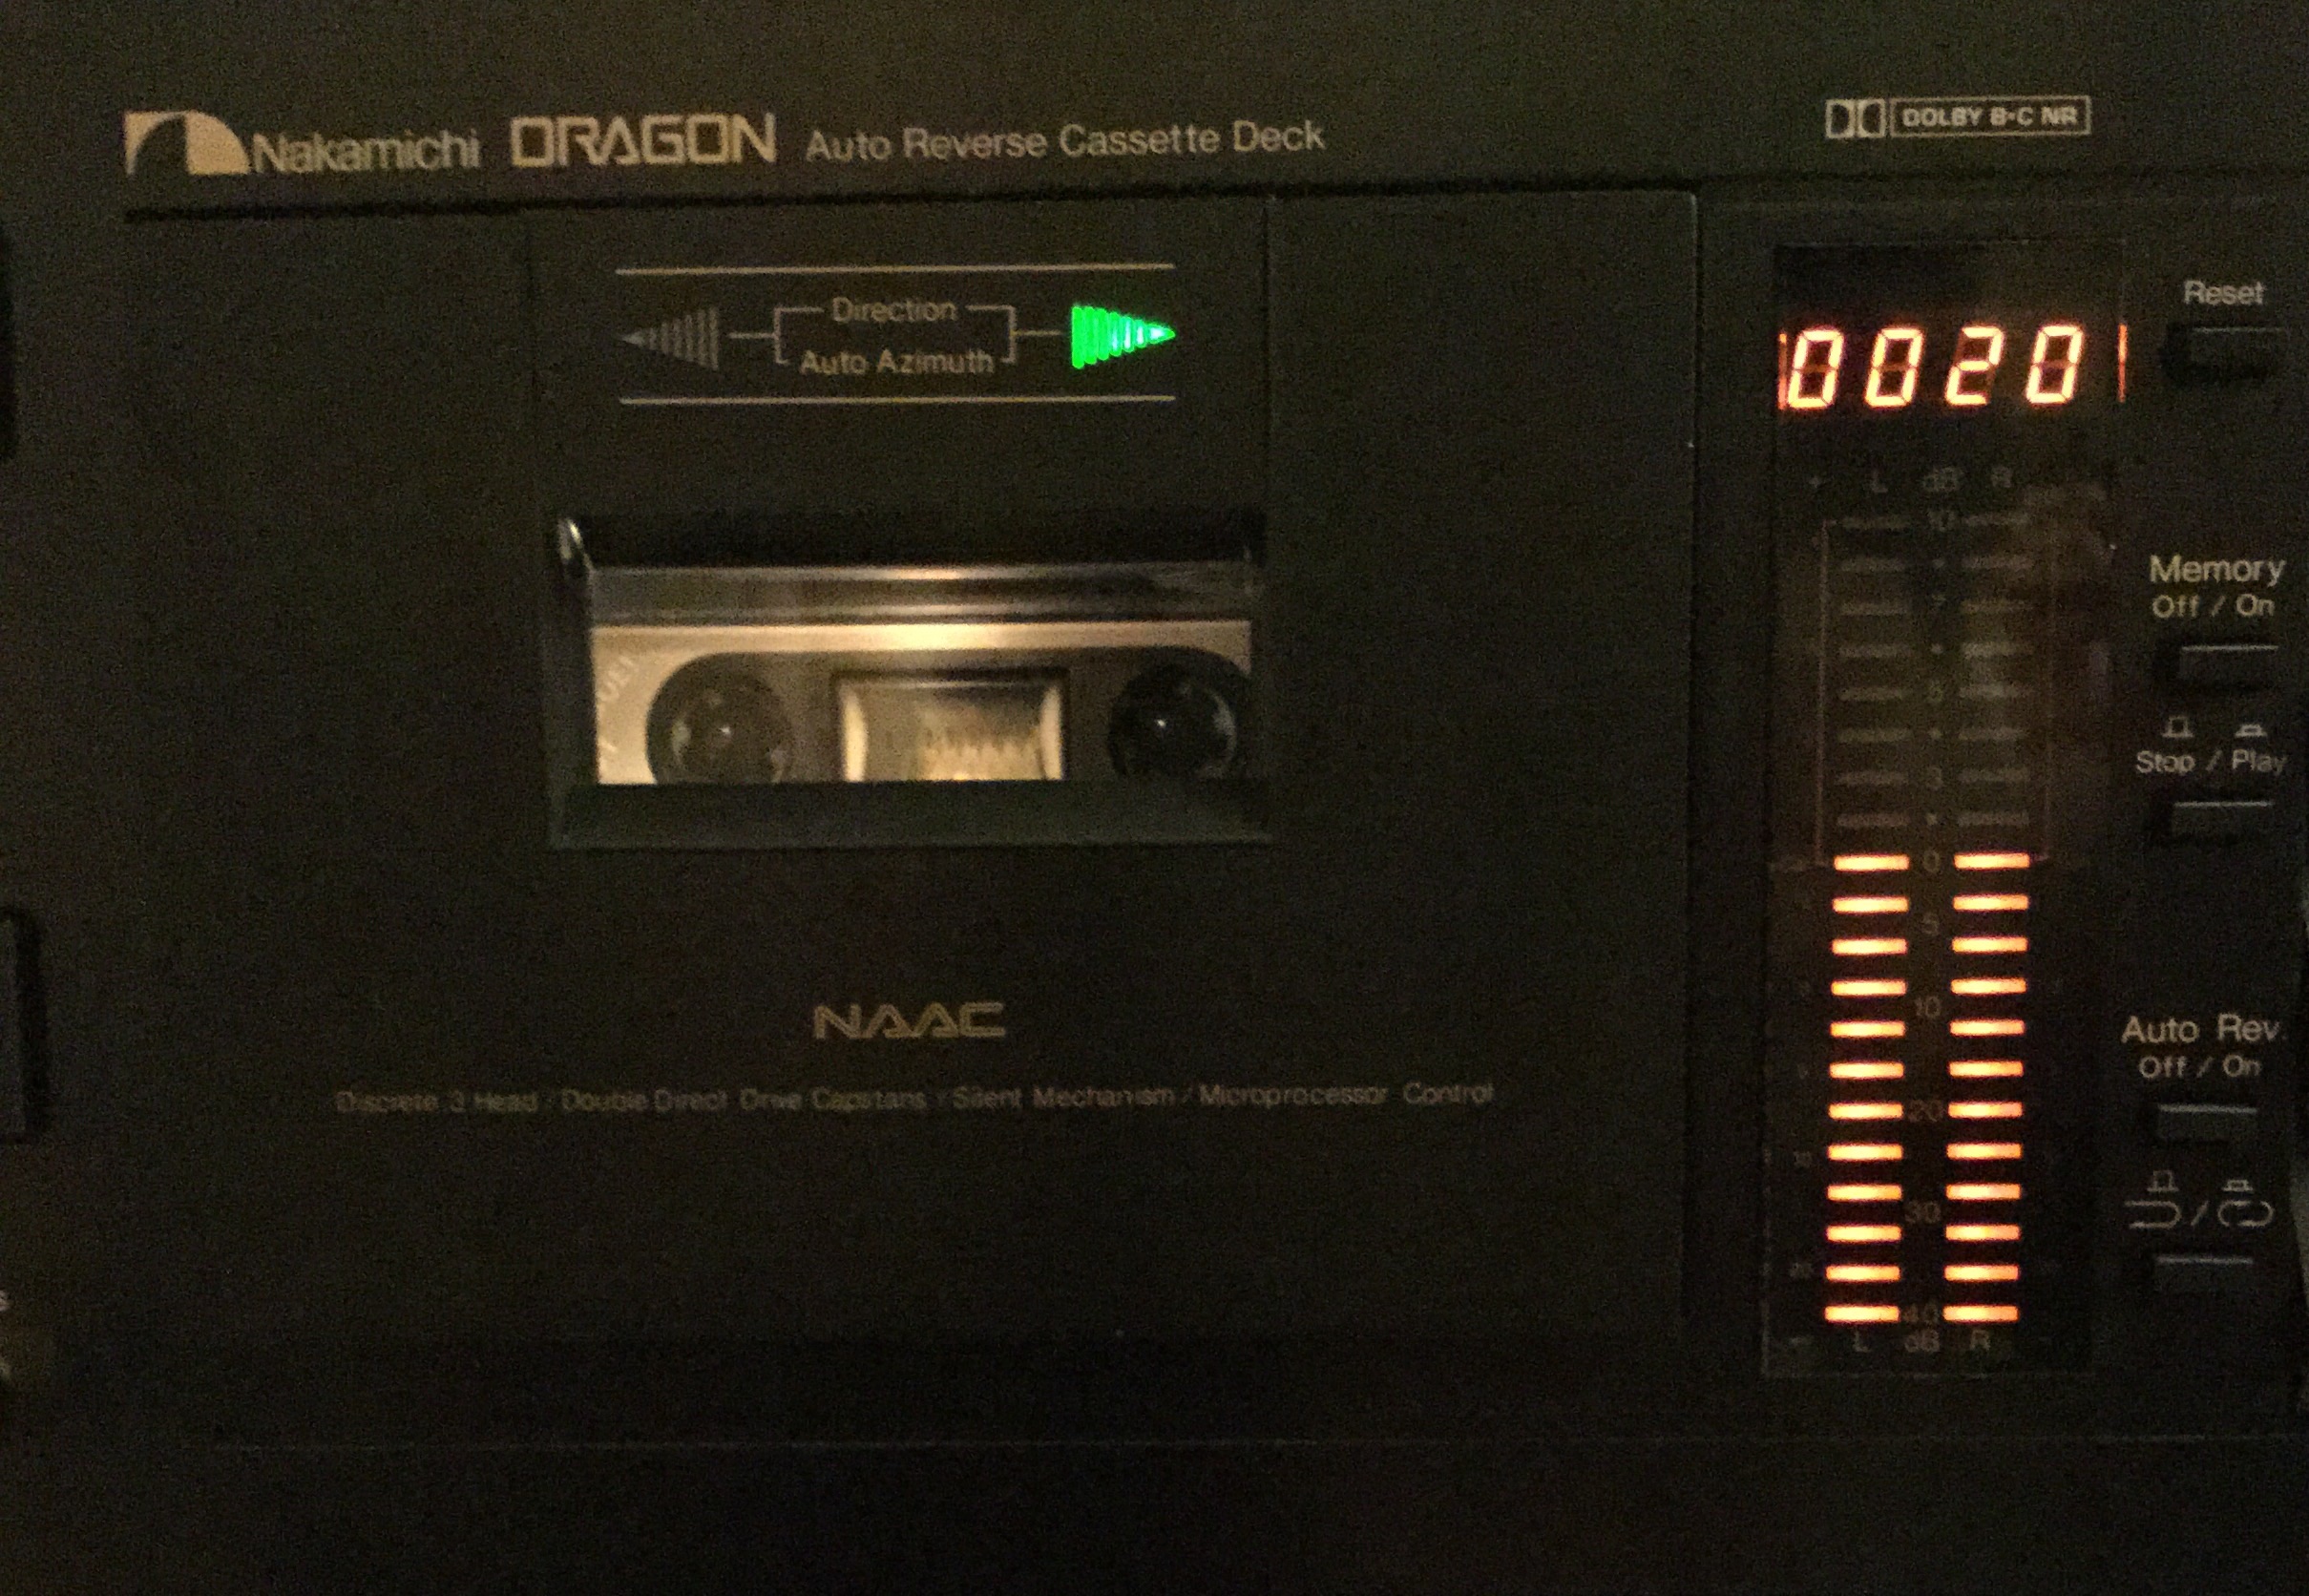 Nakamichi DRAGON Auto Reverse Cassette Deck
DOLBY B-C NR
Direction
Auto Azimuth
0020
Reset
L dB R
10
7
5
3
0
5
10
20
30
40
L dB R
Memory
Off / On
Stop / Play
Auto Rev.
Off / On
NAAC
Discrete 3 Head / Double Direct Drive Capstans / Silent Mechanism / Microprocessor Control